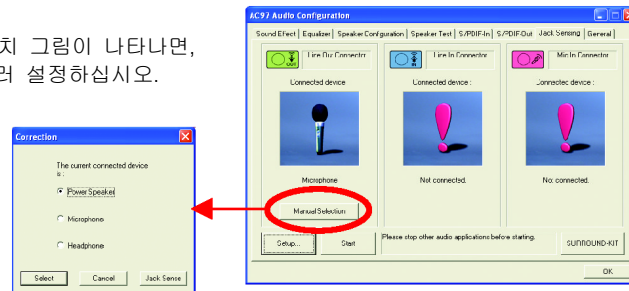 치 그림이 나타나면,
러 설정하십시오.
AC97 Audio Configuration
Sound Effect | Equalizer | Speaker Configuration | Speaker Test | S/PDIF-In | S/PDIF-Out | Jack Sensing | General
Line Out Connector
Line In Connector
Mic In Connector
OUT
IN
Connected device
Connected device :
Connected device :
Microphone
Not connected.
Not connected.
Manual Selection
Setup...
Start
Please stop other audio applications before starting.
SURROUND-KIT
OK
Correction
The current connected device
is :
Power Speaker
Microphone
Headphone
Select
Cancel
Jack Sense